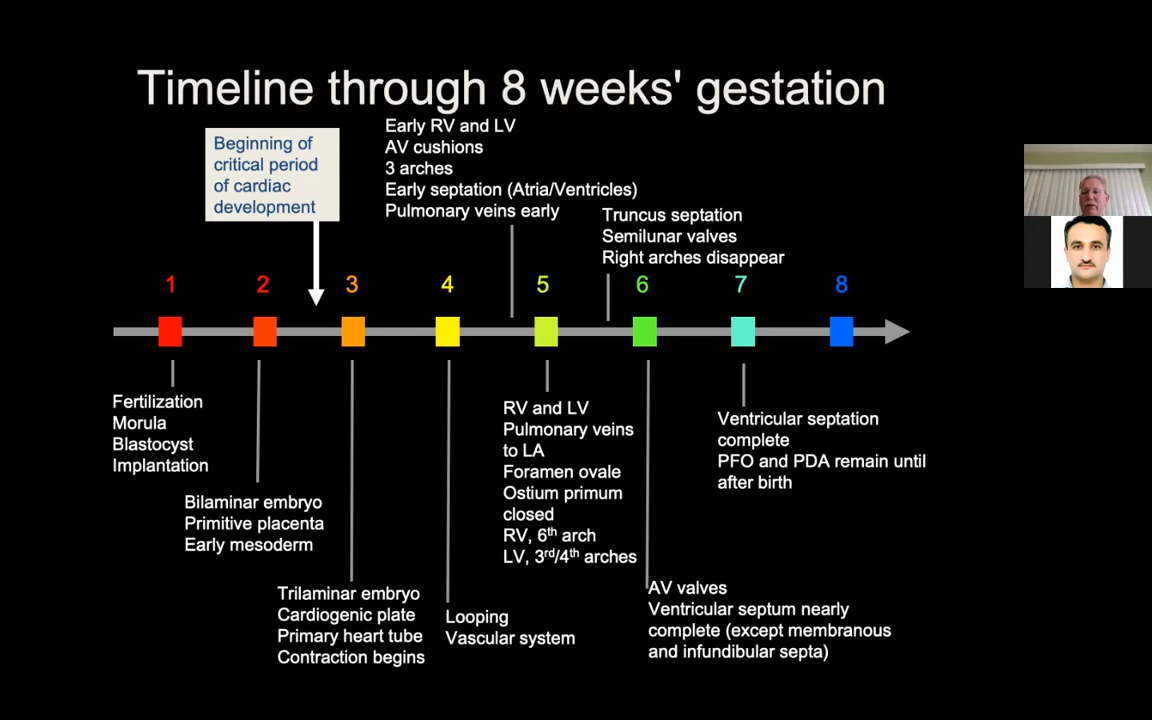 Timeline through 8 weeks' gestation
Beginning of
critical period
of cardiac
development
Early RV and LV
AV cushions
3 arches
Early septation (Atria/Ventricles)
Pulmonary veins early
Truncus septation
Semilunar valves
Right arches disappear
1 2 3 4 5 6 7 8
Fertilization
Morula
Blastocyst
Implantation
Bilaminar embryo
Primitive placenta
Early mesoderm
Trilaminar embryo
Cardiogenic plate
Primary heart tube
Contraction begins
Looping
Vascular system
RV and LV
Pulmonary veins
to LA
Foramen ovale
Ostium primum
closed
RV, 6th arch
LV, 3rd/4th arches
AV valves
Ventricular septum nearly
complete (except membranous
and infundibular septa)
Ventricular septation
complete
PFO and PDA remain until
after birth